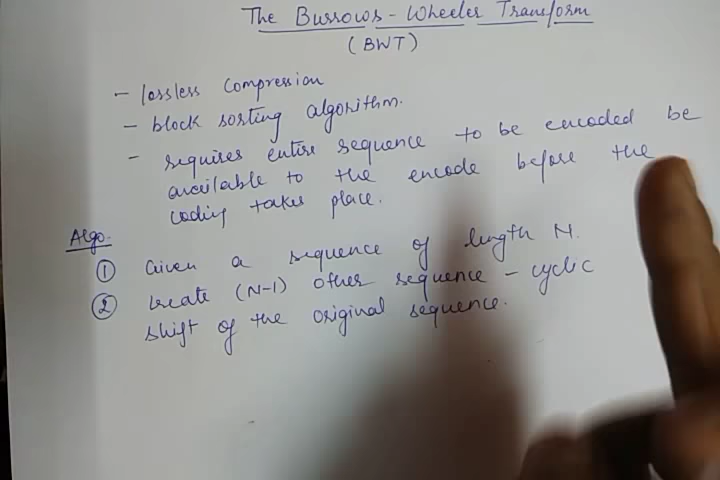 The Burrows - Wheeler Transform
(BWT)
- lossless compression
- block sorting algorithm.
- requires entire sequence to be encoded be
available to the encode before the
coding takes place.
Algo.
① Given a sequence of length N.
② Create (N-1) other sequence - cyclic
shift of the original sequence.